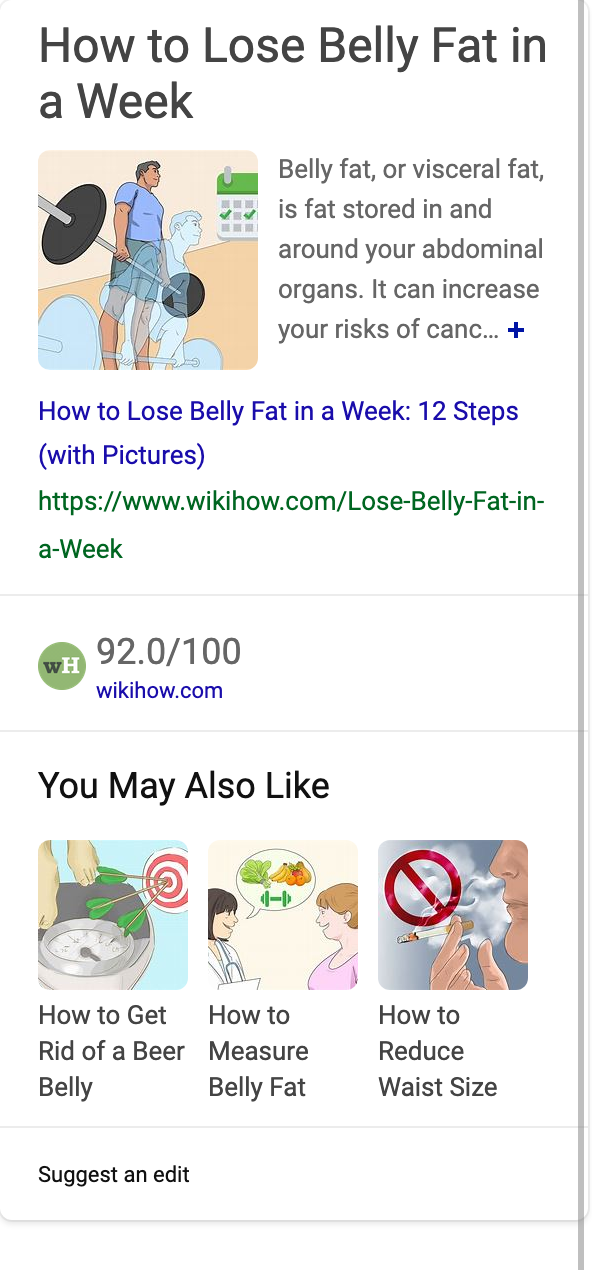 How to Lose Belly Fat in
a Week
Belly fat, or visceral fat,
is fat stored in and
around your abdominal
organs. It can increase
your risks of canc... +
How to Lose Belly Fat in a Week: 12 Steps
(with Pictures)
https://www.wikihow.com/Lose-Belly-Fat-in-
a-Week
wH
92.0/100
wikihow.com
You May Also Like
How to Get
Rid of a Beer
Belly
How to
Measure
Belly Fat
How to
Reduce
Waist Size
Suggest an edit